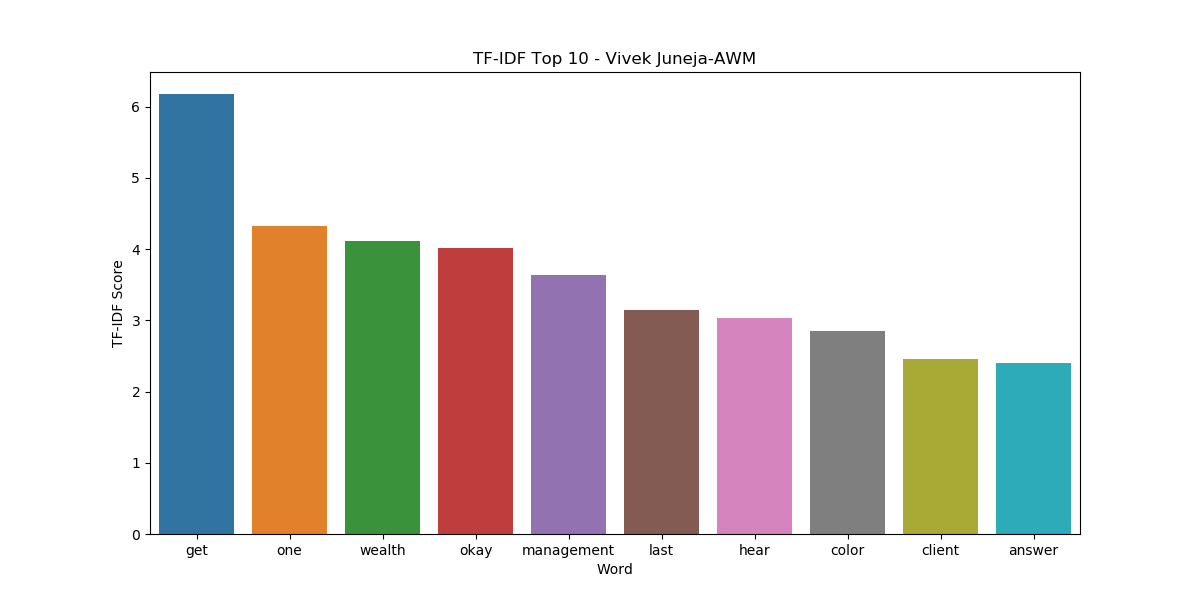 TF-IDF Top 10 - Vivek Juneja-AWM
TF-IDF Score
6
5
4
3
2
1
0
get one wealth okay management last hear color client answer
Word